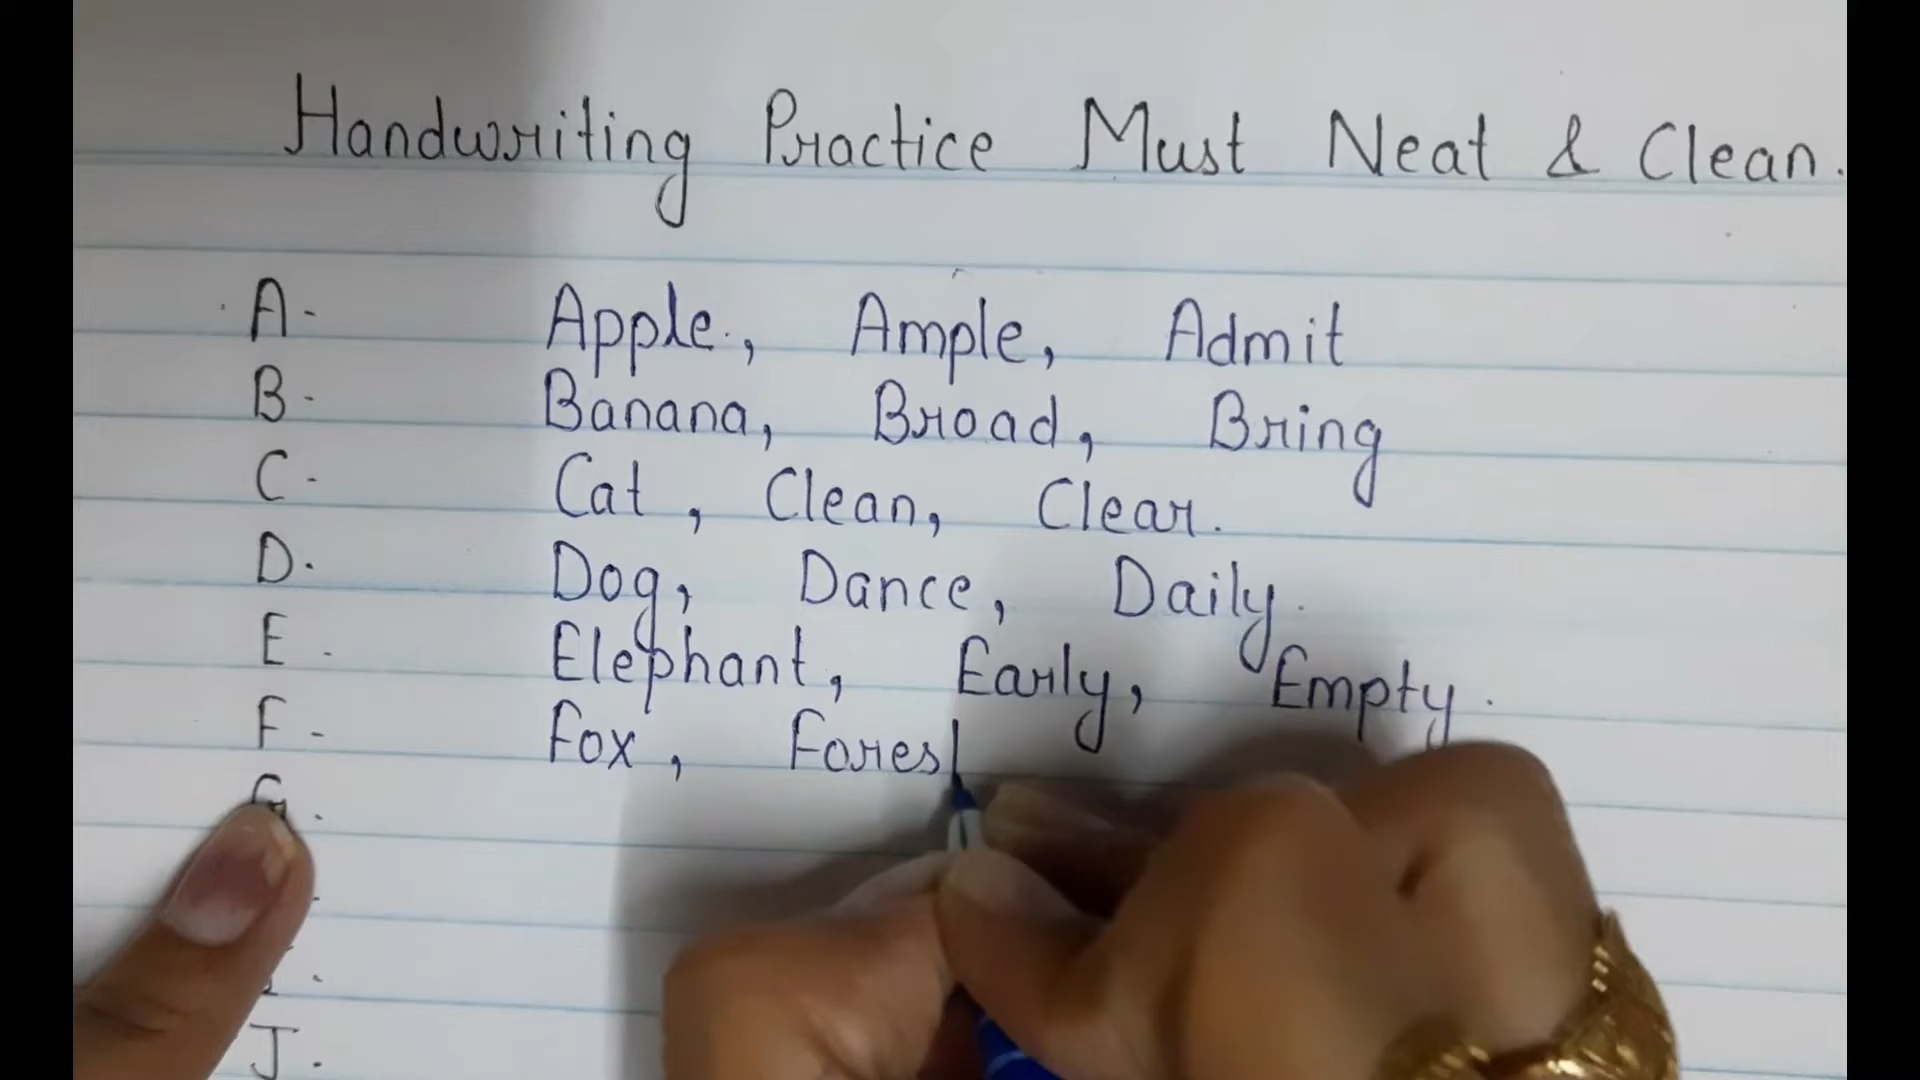 Handwriting Practice Must Neat & Clean.
A- Apple, Ample, Admit
B- Banana, Broad, Bring
C- Cat, Clean, Clear.
D. Dog, Dance, Daily.
E. Elephant, Early, Empty.
F- Fox, Fores
G.
J.